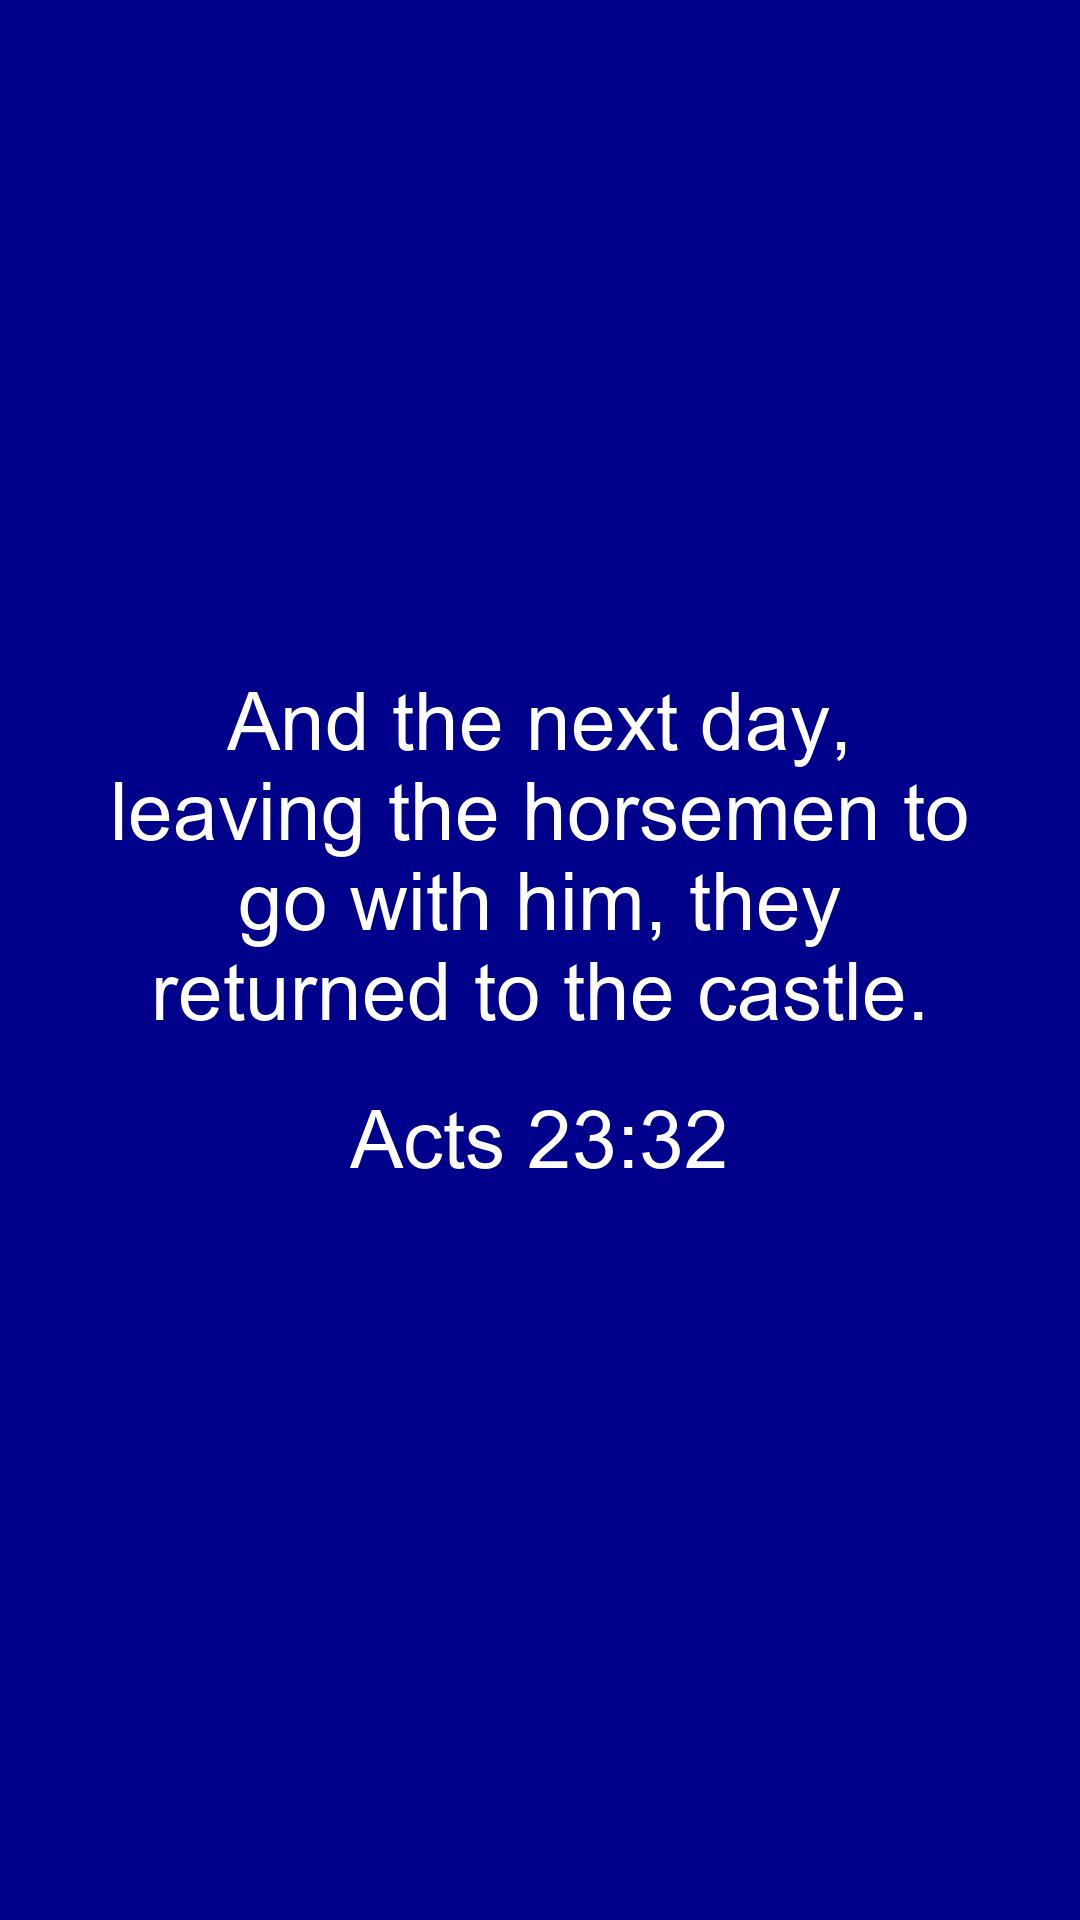 And the next day,
leaving the horsemen to
go with him, they
returned to the castle.
Acts 23:32